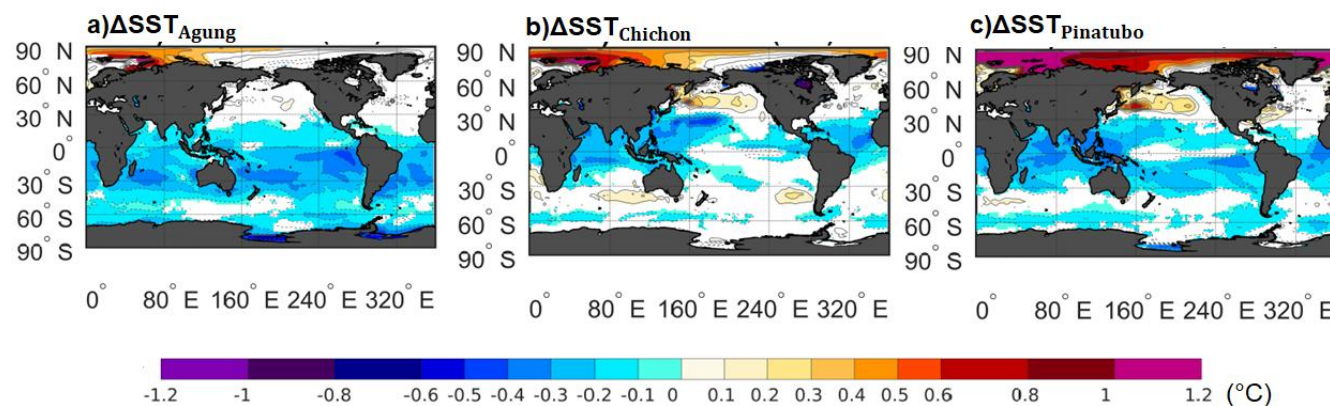 a)ΔSST_Agung
b)ΔSST_Chichon
c)ΔSST_Pinatubo
90° N
60° N
30° N
0°
30° S
60° S
90° S
90° N
60° N
30° N
0°
30° S
60° S
90° S
90° N
60° N
30° N
0°
30° S
60° S
90° S
0° 80° E 160° E 240° E 320° E
0° 80° E 160° E 240° E 320° E
0° 80° E 160° E 240° E 320° E
-1.2 -1 -0.8 -0.6 -0.5 -0.4 -0.3 -0.2 -0.1 0 0.1 0.2 0.3 0.4 0.5 0.6 0.8 1 1.2 (°C)